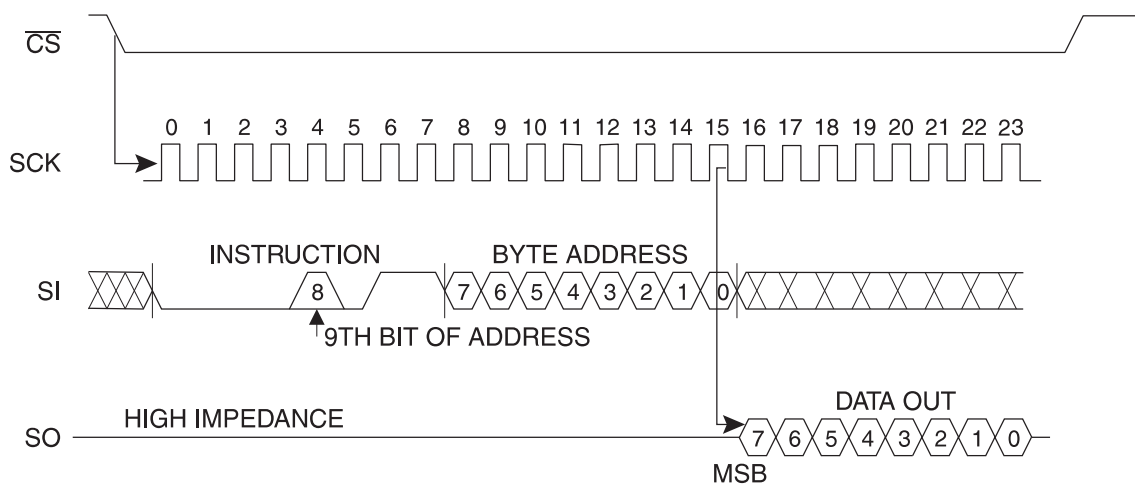 CS
0 1 2 3 4 5 6 7 8 9 10 11 12 13 14 15 16 17 18 19 20 21 22 23
SCK
INSTRUCTION BYTE ADDRESS
SI 8 7 6 5 4 3 2 1 0
9TH BIT OF ADDRESS
HIGH IMPEDANCE DATA OUT
SO 7 6 5 4 3 2 1 0
MSB